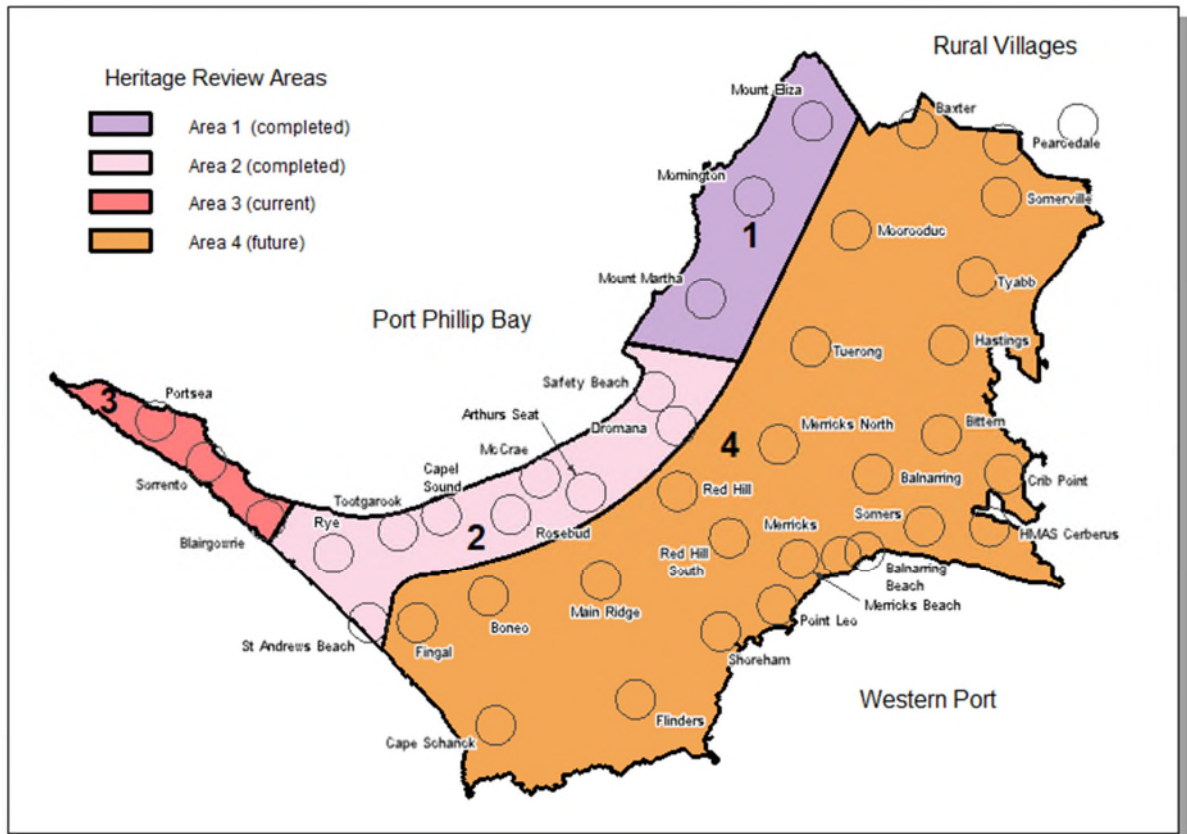 Rural Villages
Heritage Review Areas
Area 1 (completed)
Area 2 (completed)
Area 3 (current)
Area 4 (future)
Mount Eliza
Baxter
Pearcedale
Mornington
Somerville
1
Moorooduc
Mount Martha
Tyabb
Port Phillip Bay
Tuerong
Hastings
Safety Beach
3
Portsea
Arthurs Seat
Dromana
Merricks North
Bittern
4
McCrae
Capel
Sound
Sorrento
Tootgarook
Red Hill
Balnarring
Crib Point
Rye
Rosebud
Merricks
Somers
HMAS Cerberus
2
Blairgowrie
Red Hill
South
Balnarring
Beach
Merricks Beach
Main Ridge
Point Leo
Boneo
St Andrews Beach
Fingal
Shoreham
Western Port
Flinders
Cape Schanck